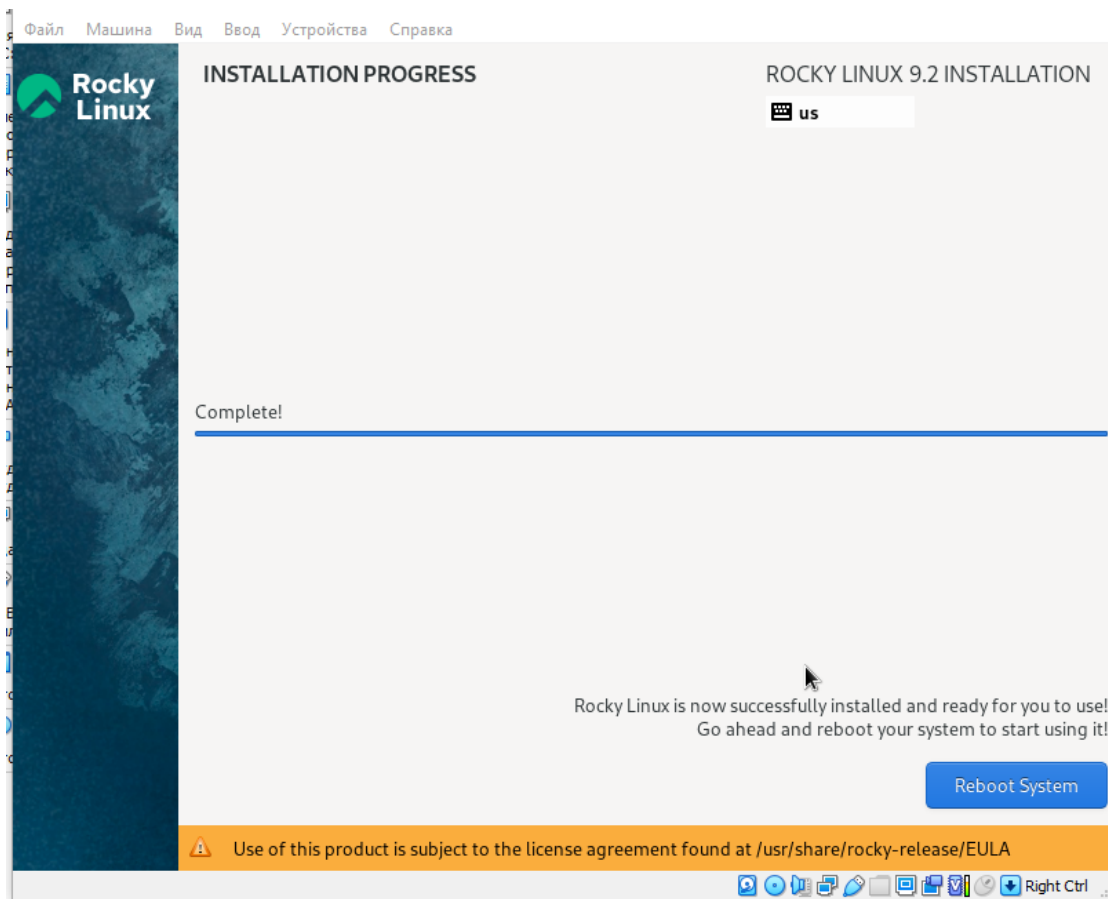 Файл Машина Вид Ввод Устройства Справка
Rocky
Linux
INSTALLATION PROGRESS
ROCKY LINUX 9.2 INSTALLATION
us
Complete!
Rocky Linux is now successfully installed and ready for you to use!
Go ahead and reboot your system to start using it!
Reboot System
Use of this product is subject to the license agreement found at /usr/share/rocky-release/EULA
Right Ctrl